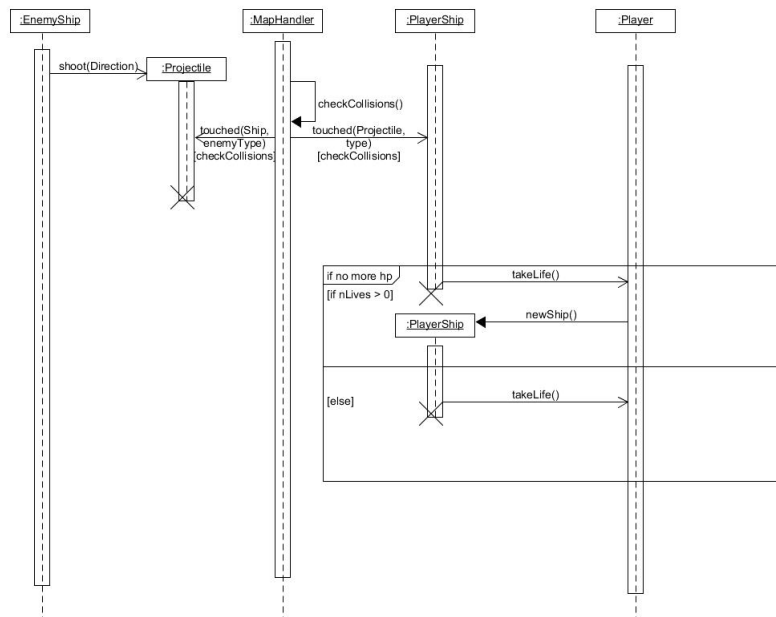 :EnemyShip
:MapHandler
:PlayerShip
:Player
shoot(Direction)
:Projectile
checkCollisions()
touched(Ship,
enemyType)
[checkCollisions]
touched(Projectile,
type)
[checkCollisions]
if no more hp
takeLife()
[if nLives > 0]
:PlayerShip
newShip()
[else]
takeLife()